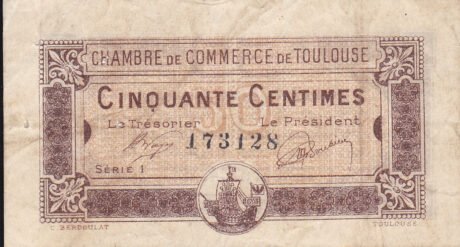 CHAMBRE DE COMMERCE DE TOULOUSE
CINQUANTE CENTIMES
Le Trésorier Le Président
173128
SÉRIE 1
C. BERDOULAT TOULOUSE